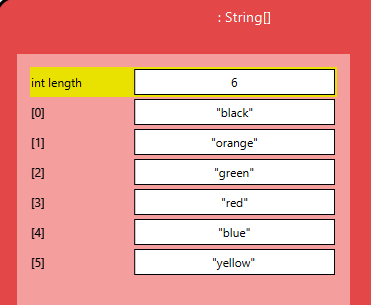 : String[]
int length 6
[0] "black"
[1] "orange"
[2] "green"
[3] "red"
[4] "blue"
[5] "yellow"